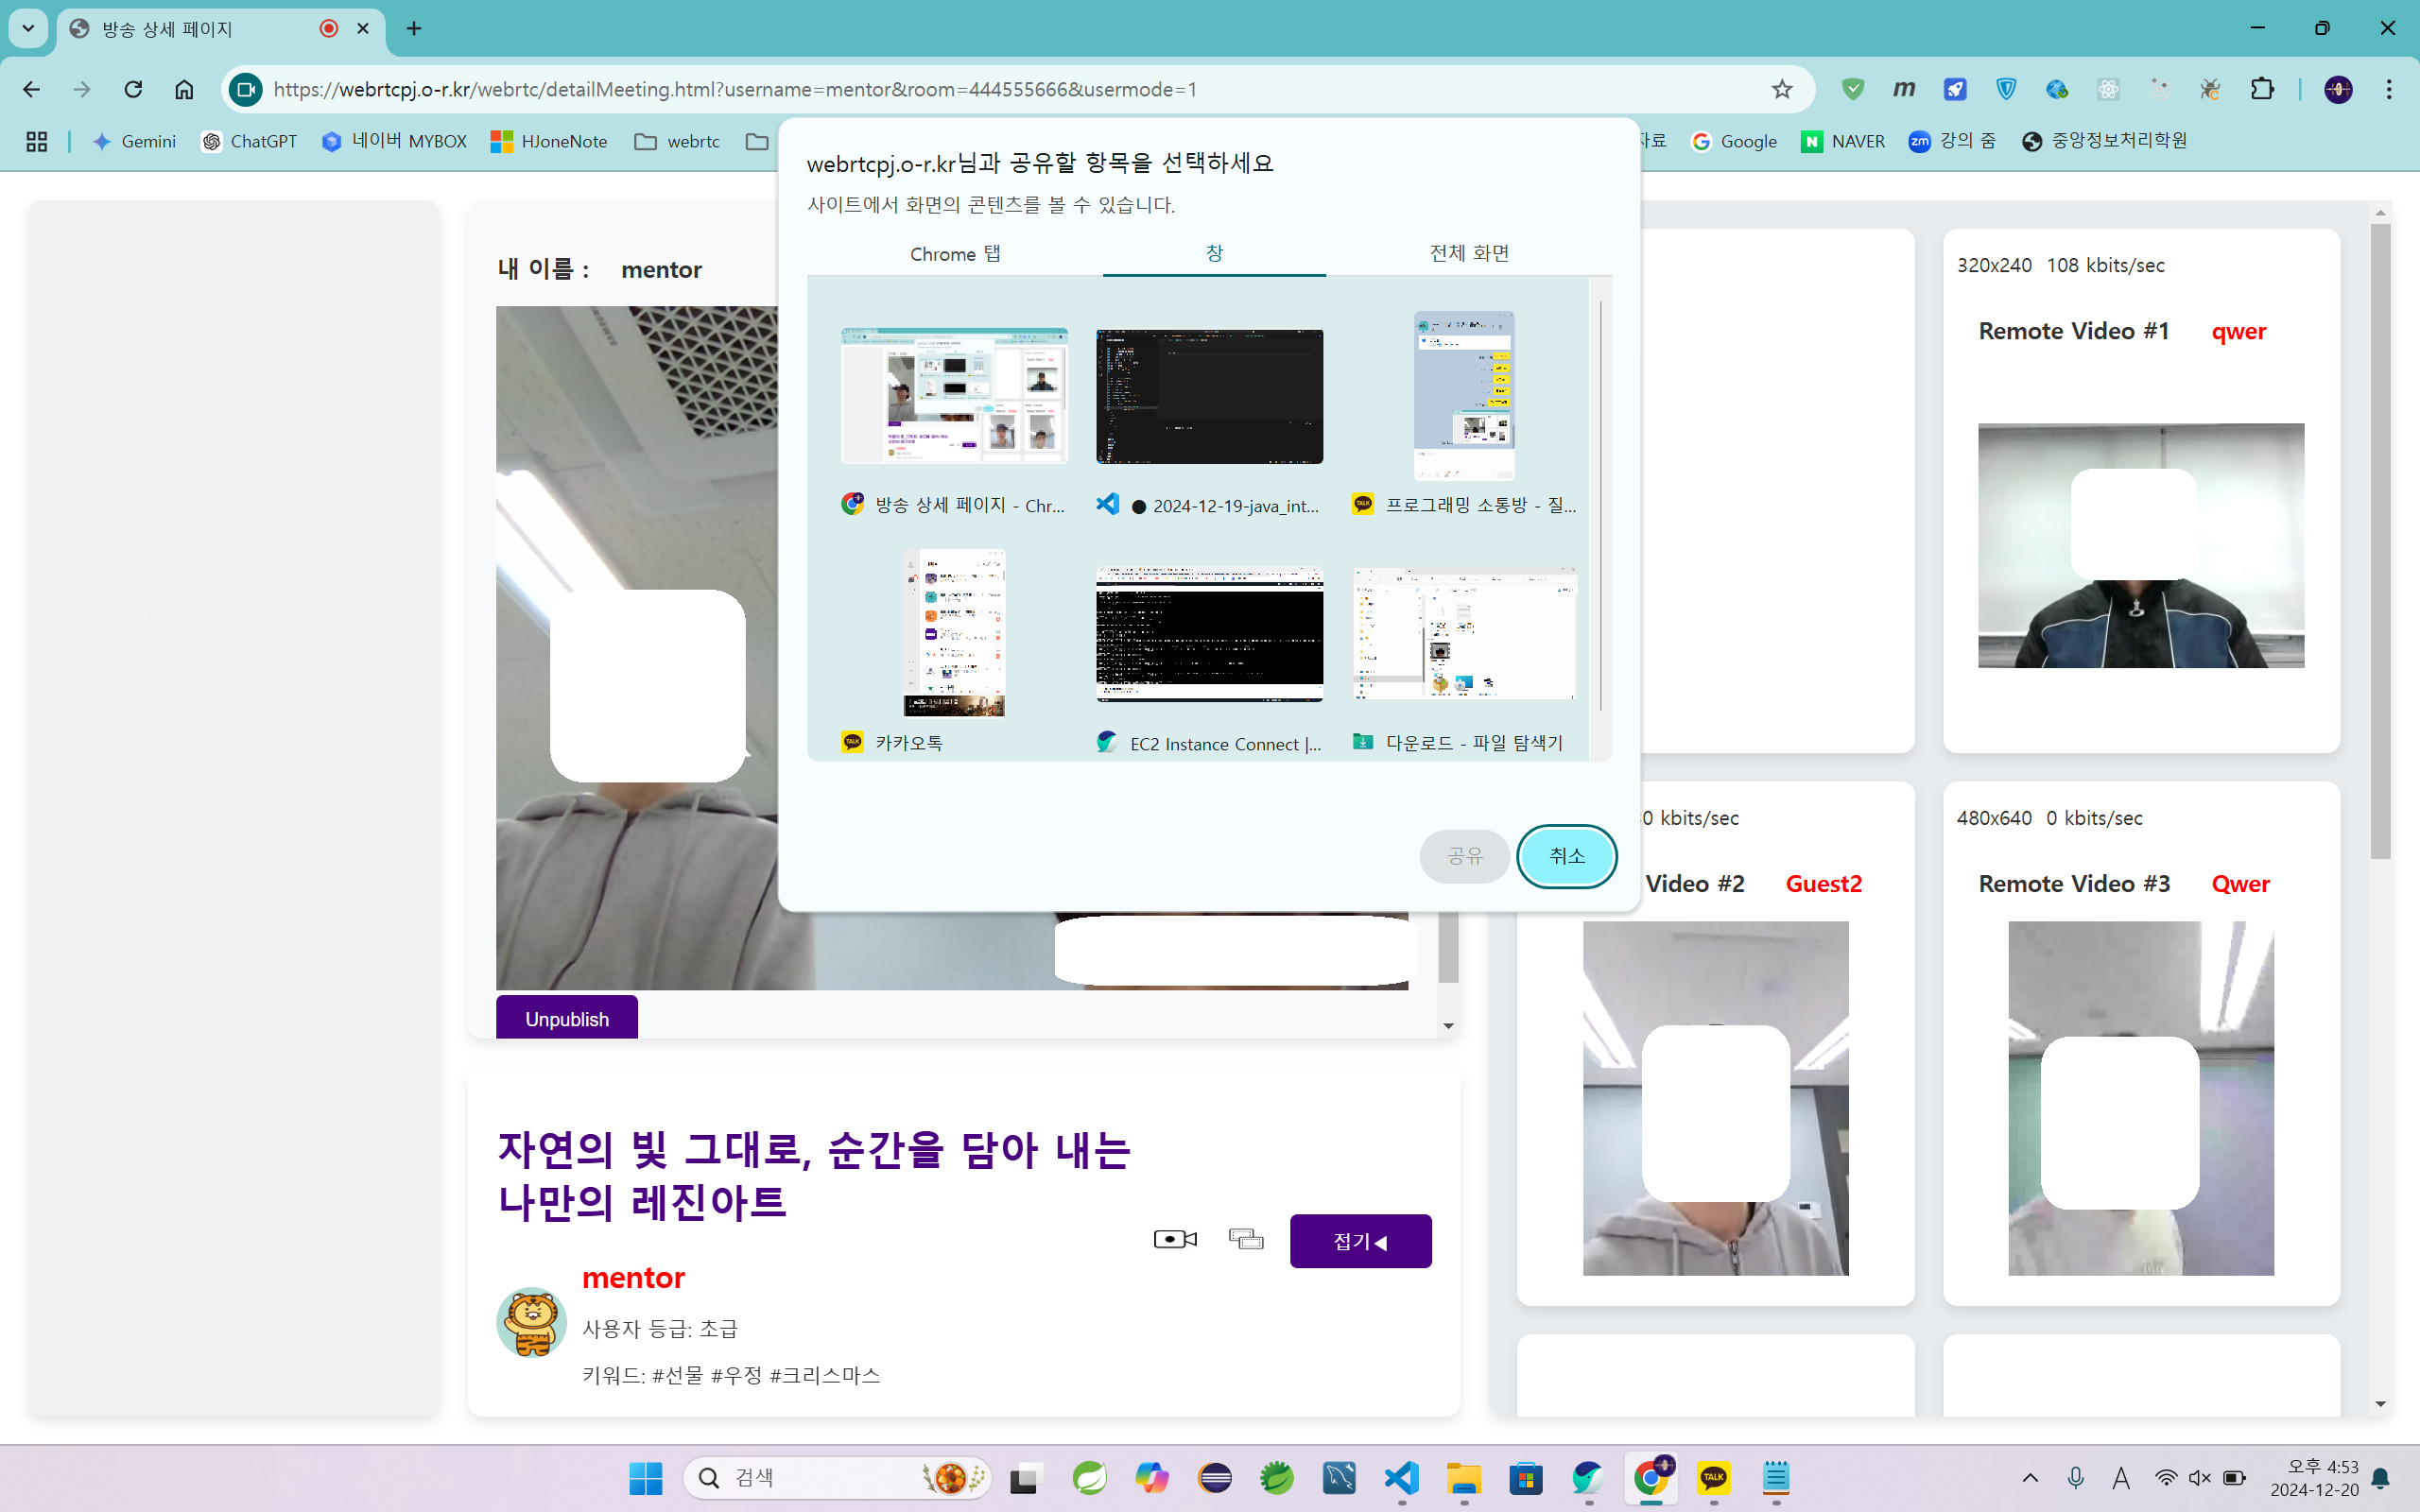 방송 상세 페이지
https://webrtcpj.o-r.kr/webrtc/detailMeeting.html?username=mentor&room=444555666&usermode=1
Gemini
ChatGPT
네이버 MYBOX
HJoneNote
webrtc
Google
NAVER
강의 줌
중앙정보처리학원
webrtcpj.o-r.kr님과 공유할 항목을 선택하세요
사이트에서 화면의 콘텐츠를 볼 수 있습니다.
Chrome 탭
창
전체 화면
방송 상세 페이지 - Chr...
● 2024-12-19-java_int...
프로그래밍 소통방 - 질...
카카오톡
EC2 Instance Connect |...
다운로드 - 파일 탐색기
공유
취소
내 이름 : mentor
Unpublish
320x240 108 kbits/sec
Remote Video #1 qwer
0 kbits/sec
Video #2 Guest2
480x640 0 kbits/sec
Remote Video #3 Qwer
자연의 빛 그대로, 순간을 담아 내는
나만의 레진아트
접기◀
mentor
사용자 등급: 초급
키워드: #선물 #우정 #크리스마스
검색
TALK
A
오후 4:53
2024-12-20